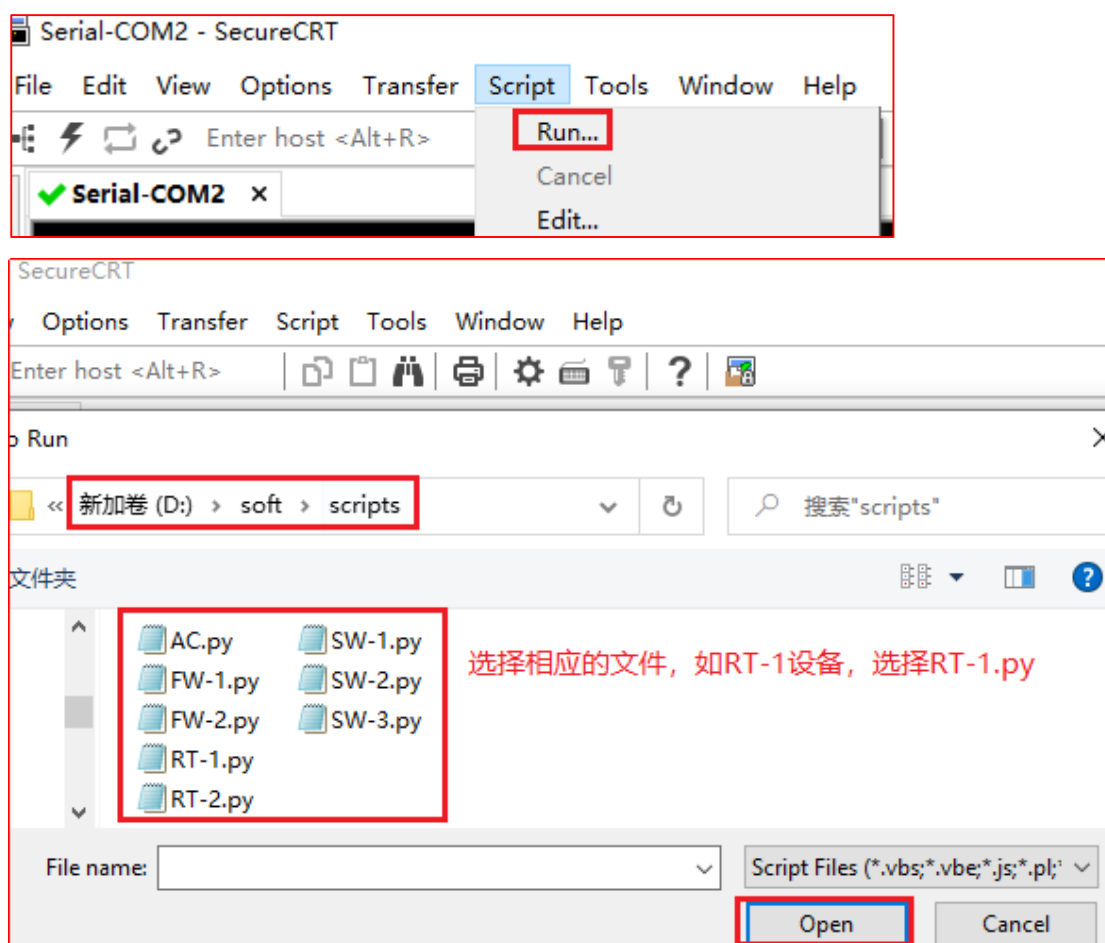 Serial-COM2 - SecureCRT
File Edit View Options Transfer Script Tools Window Help
Enter host <Alt+R>
Run...
Cancel
Serial-COM2 ×
Edit...
SecureCRT
Options Transfer Script Tools Window Help
Enter host <Alt+R>
Run
« 新加卷 (D:) › soft › scripts
搜索"scripts"
文件夹
AC.py SW-1.py
FW-1.py SW-2.py
FW-2.py SW-3.py
RT-1.py
RT-2.py
选择相应的文件，如RT-1设备，选择RT-1.py
File name:
Script Files (*.vbs;*.vbe;*.js;*.pl;*
Open Cancel